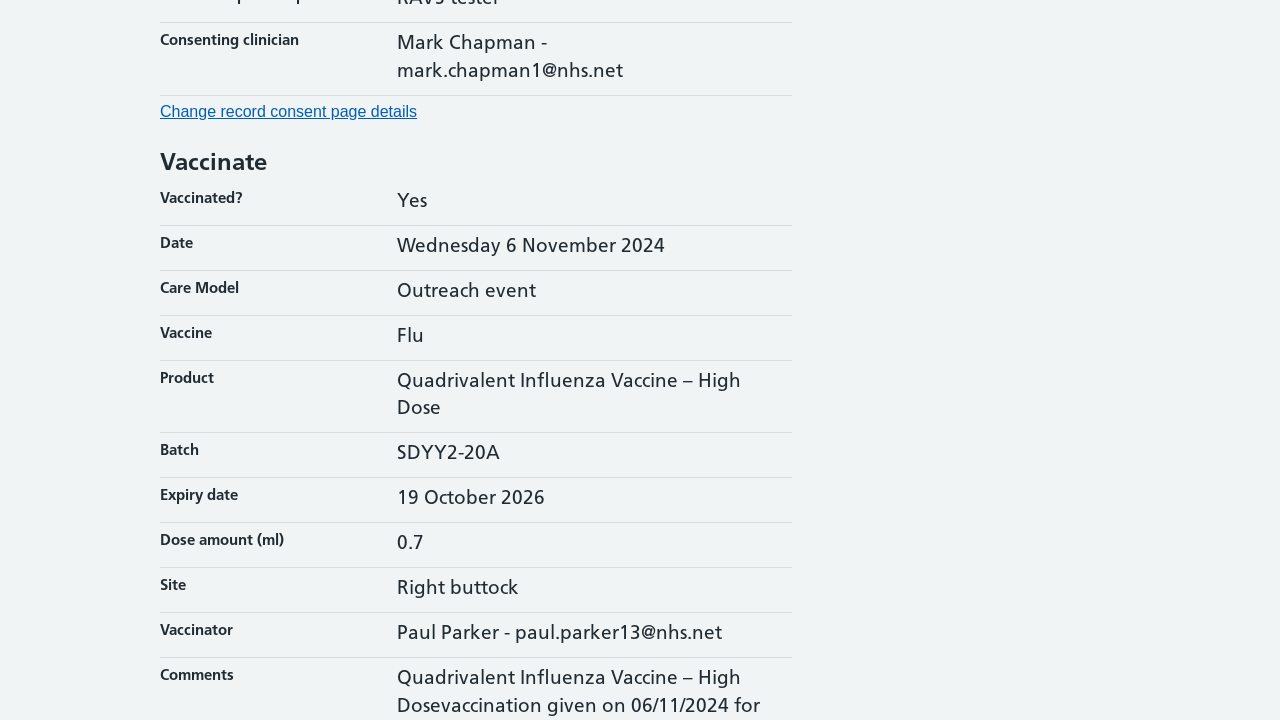 RAVS tester
Consenting clinician
Mark Chapman -
mark.chapman1@nhs.net
Change record consent page details
Vaccinate
Vaccinated?
Yes
Date
Wednesday 6 November 2024
Care Model
Outreach event
Vaccine
Flu
Product
Quadrivalent Influenza Vaccine – High
Dose
Batch
SDYY2-20A
Expiry date
19 October 2026
Dose amount (ml)
0.7
Site
Right buttock
Vaccinator
Paul Parker - paul.parker13@nhs.net
Comments
Quadrivalent Influenza Vaccine – High
Dosevaccination given on 06/11/2024 for